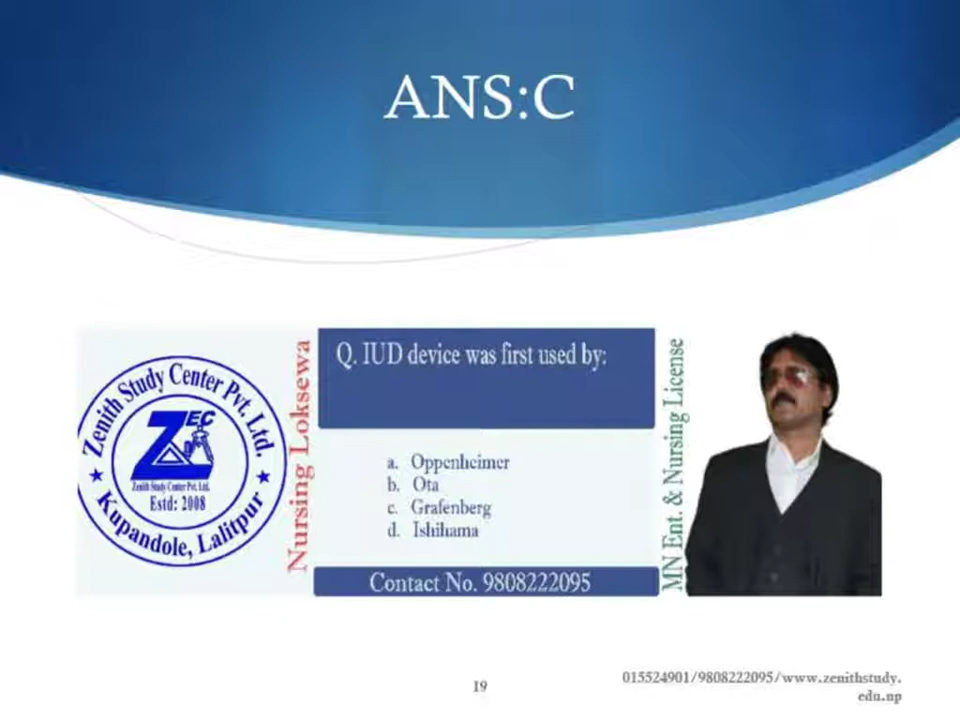 ANS:C
Zenith Study Center Pvt. Ltd.
ZEC
Zenith Study Center Pvt. Ltd.
Estd: 2008
Kupandole, Lalitpur
Nursing Loksewa
Q. IUD device was first used by:
a. Oppenheimer
b. Ota
c. Grafenberg
d. Ishihama
Contact No. 9808222095
MN Ent. & Nursing License
19
015524901/9808222095/www.zenithstudy.
edu.np